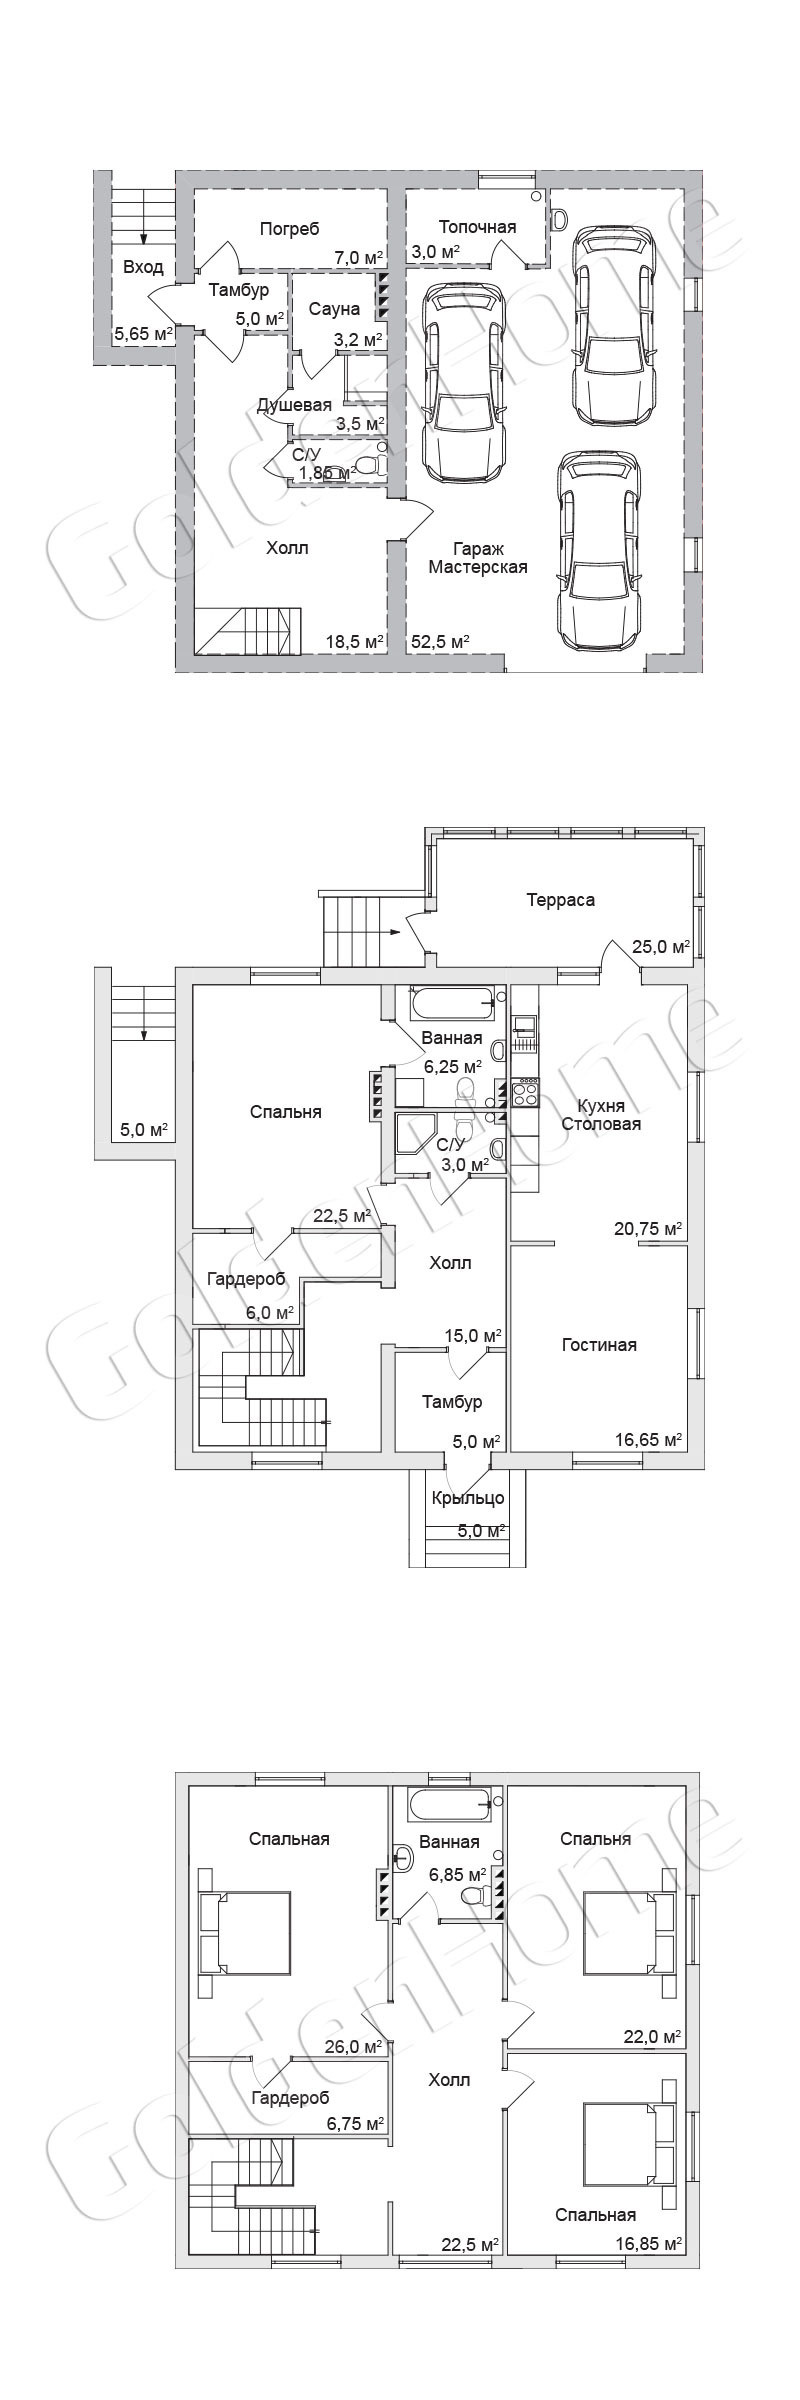 Погреб
7,0 м²
Топочная
3,0 м²
Вход
5,65 м²
Тамбур
5,0 м²
Сауна
3,2 м²
Душевая
3,5 м²
С/У
1,85 м²
Холл
18,5 м²
Гараж
Мастерская
52,5 м²
GoldenHome
Терраса
25,0 м²
5,0 м²
Спальня
22,5 м²
Ванная
6,25 м²
С/У
3,0 м²
Кухня
Столовая
20,75 м²
Гардероб
6,0 м²
Холл
15,0 м²
Гостиная
16,65 м²
Тамбур
5,0 м²
Крыльцо
5,0 м²
GoldenHome
Спальная
26,0 м²
Ванная
6,85 м²
Спальня
22,0 м²
Гардероб
6,75 м²
Холл
22,5 м²
Спальная
16,85 м²
GoldenHome